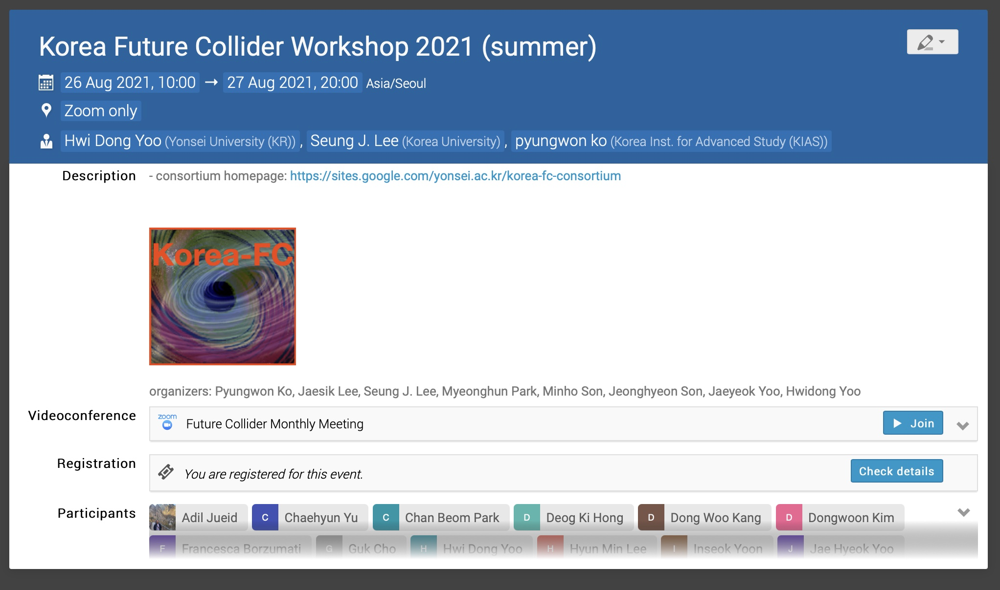 Korea Future Collider Workshop 2021 (summer)
26 Aug 2021, 10:00 → 27 Aug 2021, 20:00 Asia/Seoul
Zoom only
Hwi Dong Yoo (Yonsei University (KR)) , Seung J. Lee (Korea University) , pyungwon ko (Korea Inst. for Advanced Study (KIAS))
Description - consortium homepage: https://sites.google.com/yonsei.ac.kr/korea-fc-consortium
Korea-FC
organizers: Pyungwon Ko, Jaesik Lee, Seung J. Lee, Myeonghun Park, Minho Son, Jeonghyeon Son, Jaeyeok Yoo, Hwidong Yoo
Videoconference zoom Future Collider Monthly Meeting Join
Registration You are registered for this event. Check details
Participants Adil Jueid C Chaehyun Yu C Chan Beom Park D Deog Ki Hong D Dong Woo Kang D Dongwoon Kim
F Francesca Borzumati G Guk Cho H Hwi Dong Yoo H Hyun Min Lee I Inseok Yoon J Jae Hyeok Yoo